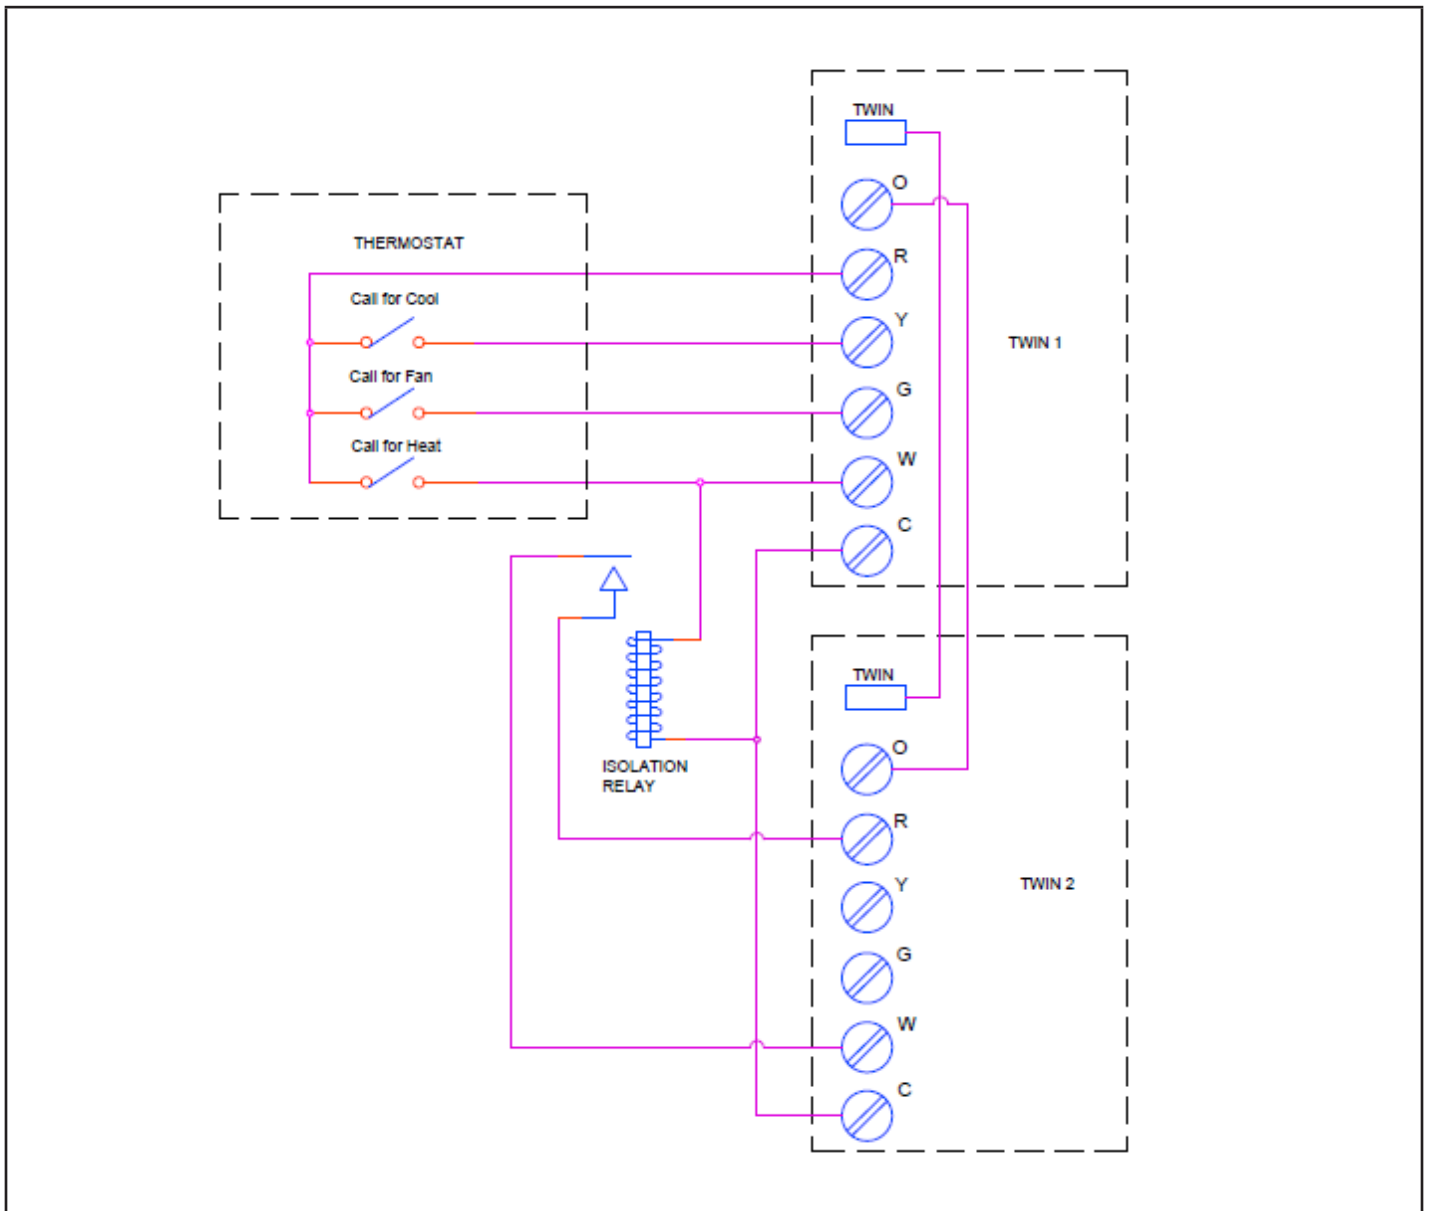 TWIN
O
THERMOSTAT
R
Call for Cool
Y
TWIN 1
Call for Fan
G
Call for Heat
W
C
TWIN
O
ISOLATION
RELAY
R
Y
TWIN 2
G
W
C